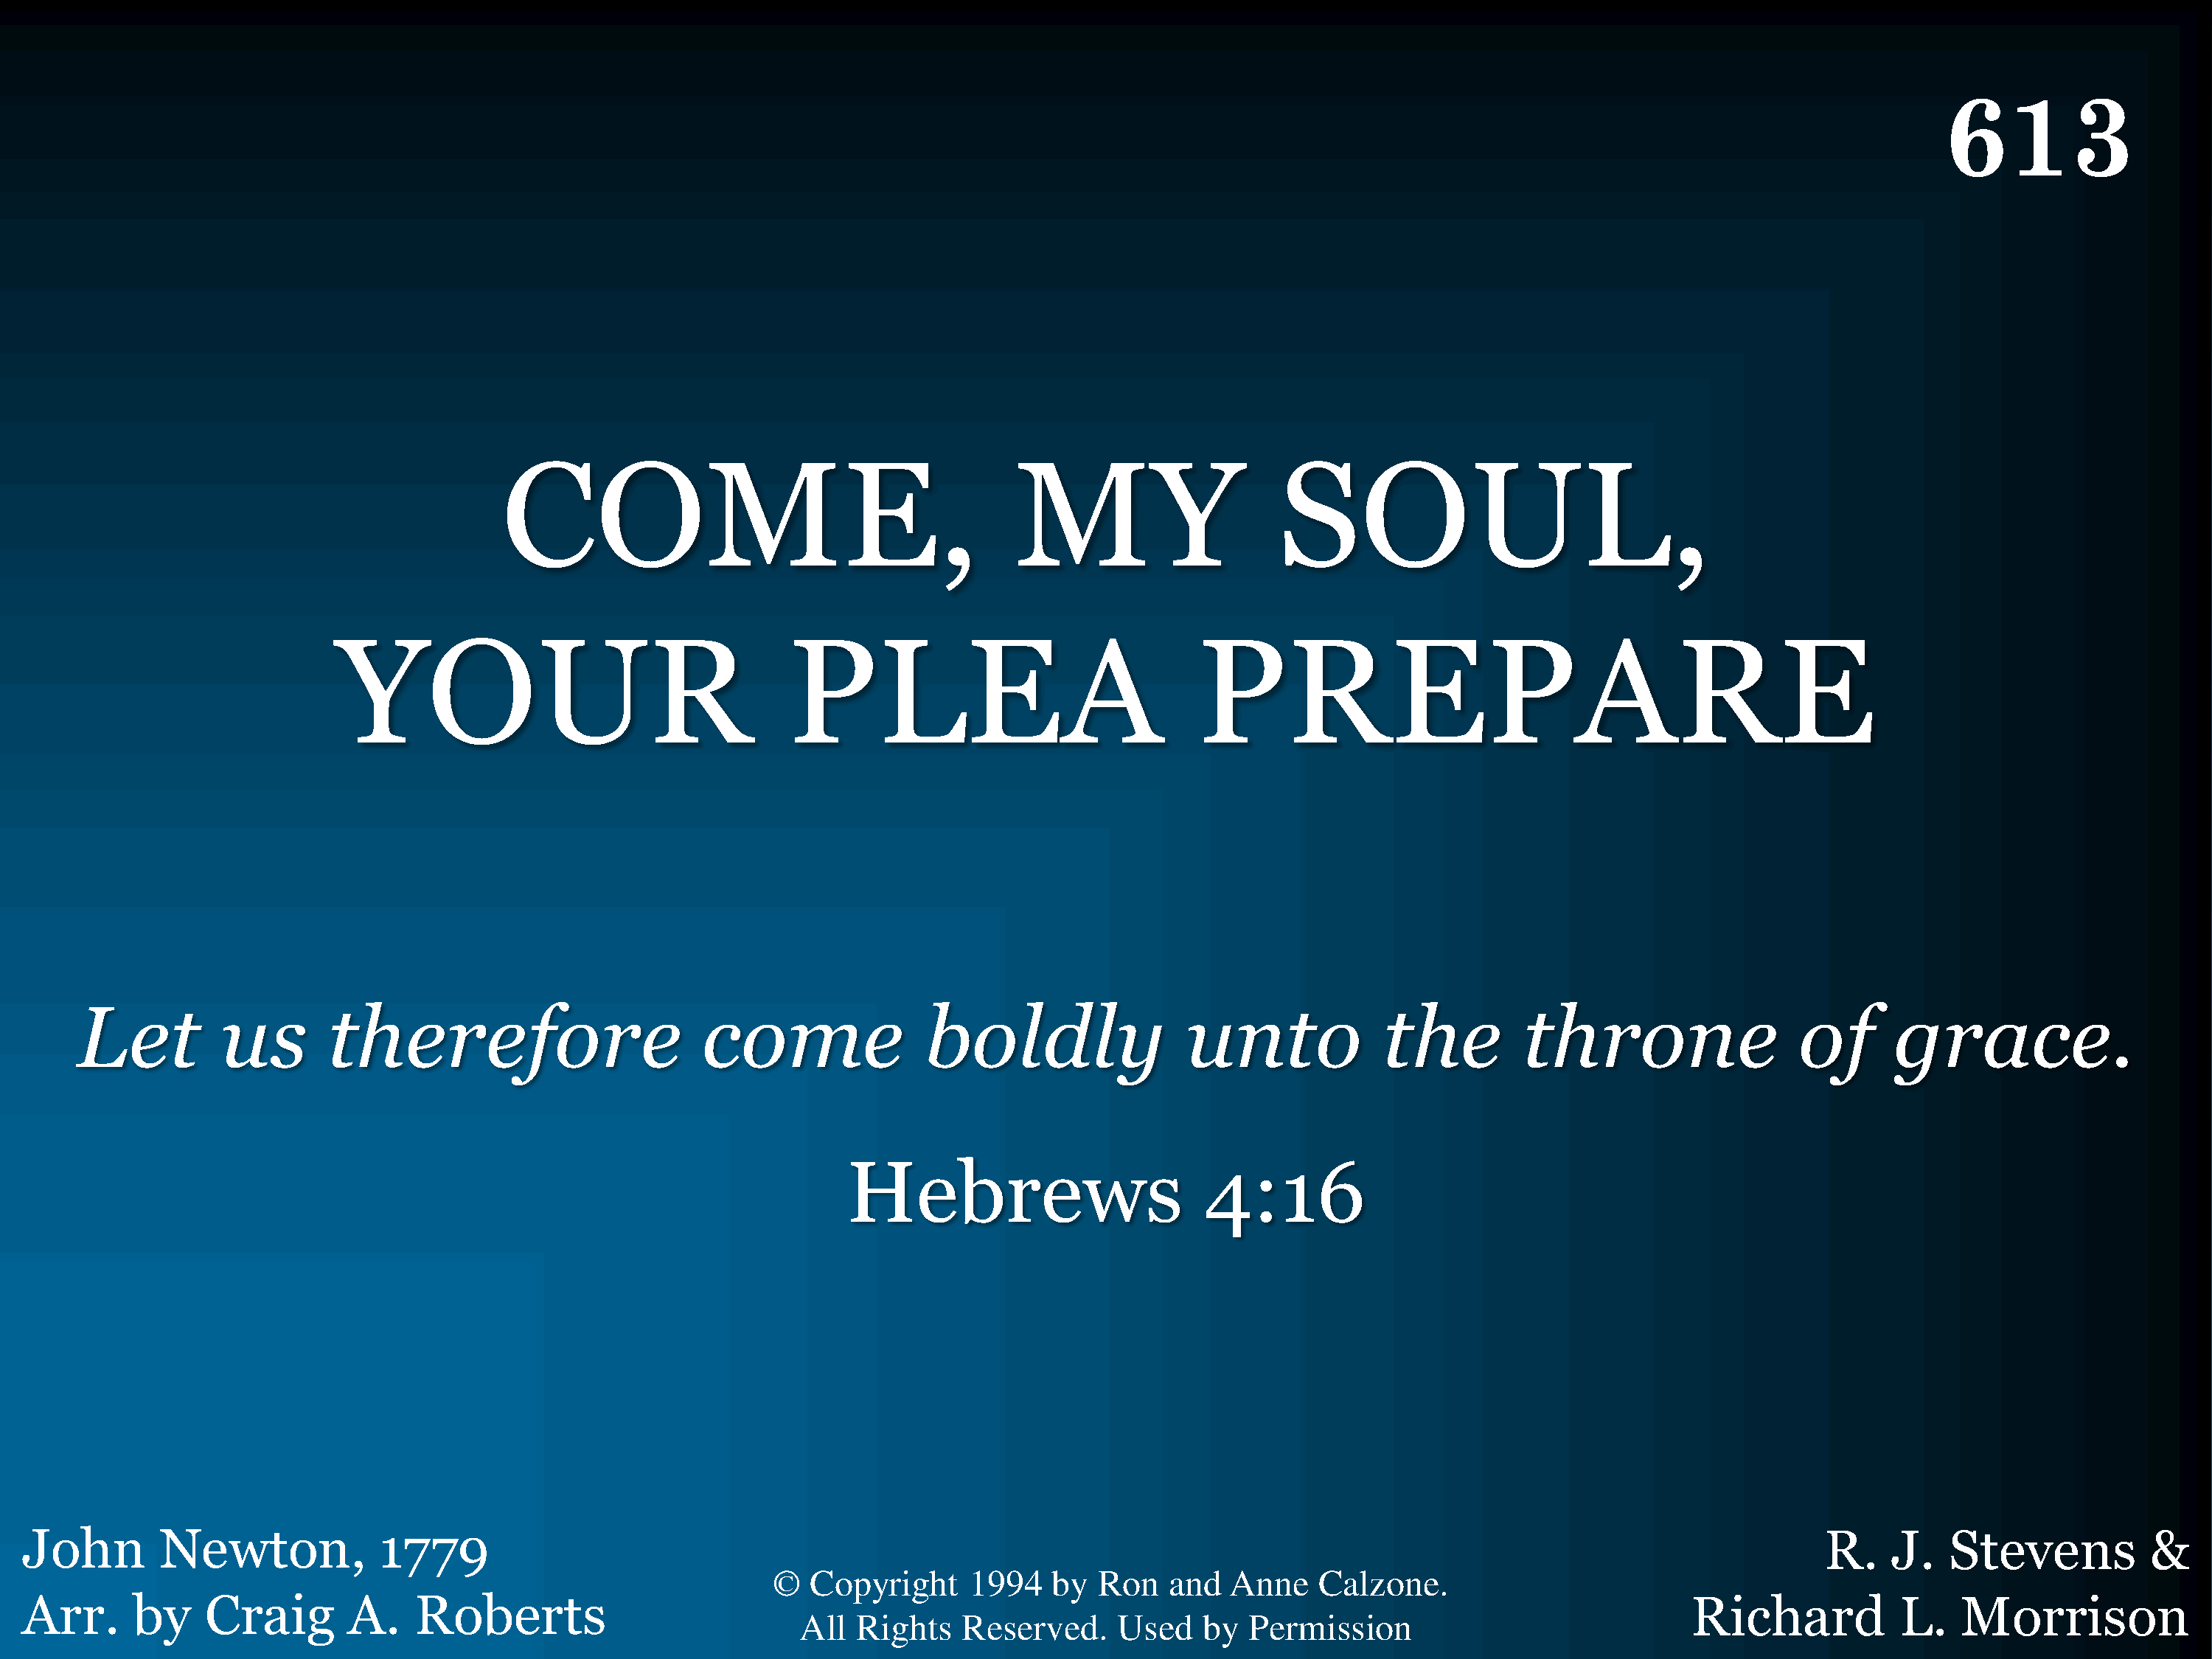 613
COME, MY SOUL,
YOUR PLEA PREPARE
Let us therefore come boldly unto the throne of grace.
Hebrews 4:16
John Newton, 1779
Arr. by Craig A. Roberts
© Copyright 1994 by Ron and Anne Calzone.
All Rights Reserved. Used by Permission
R. J. Stevens &
Richard L. Morrison